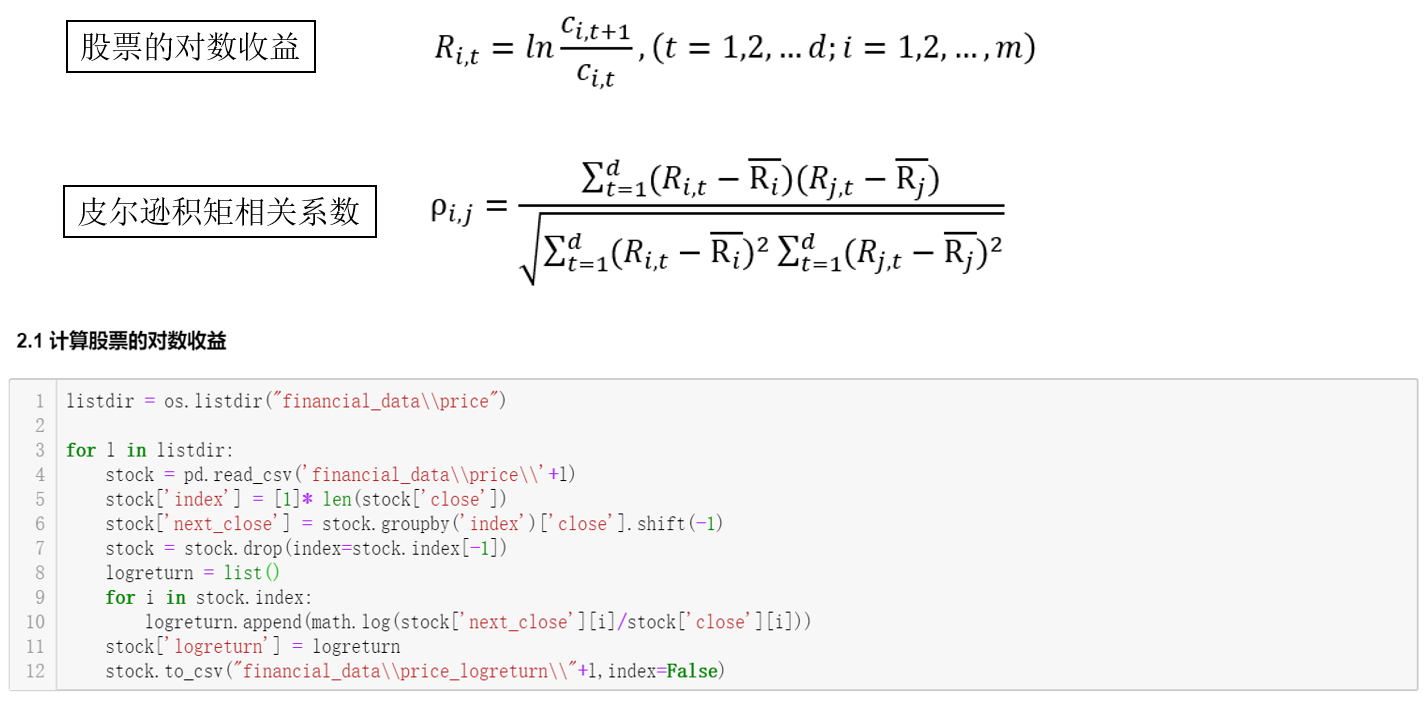 股票的对数收益
R_{i,t} = ln \frac{c_{i,t+1}}{c_{i,t}}, (t = 1,2, … d; i = 1,2, …, m)
皮尔逊积矩相关系数
ρ_{i,j} = \frac{\sum_{t=1}^{d}(R_{i,t} − \overline{R_i})(R_{j,t} − \overline{R_j})}{\sqrt{\sum_{t=1}^{d}(R_{i,t} − \overline{R_i})^2 \sum_{t=1}^{d}(R_{j,t} − \overline{R_j})^2}}
2.1 计算股票的对数收益
1 listdir = os.listdir("financial_data\\price")
2
3 for l in listdir:
4     stock = pd.read_csv('financial_data\\price\\'+l)
5     stock['index'] = [1]* len(stock['close'])
6     stock['next_close'] = stock.groupby('index')['close'].shift(-1)
7     stock = stock.drop(index=stock.index[-1])
8     logreturn = list()
9     for i in stock.index:
10         logreturn.append(math.log(stock['next_close'][i]/stock['close'][i]))
11     stock['logreturn'] = logreturn
12     stock.to_csv("financial_data\\price_logreturn\\"+l,index=False)